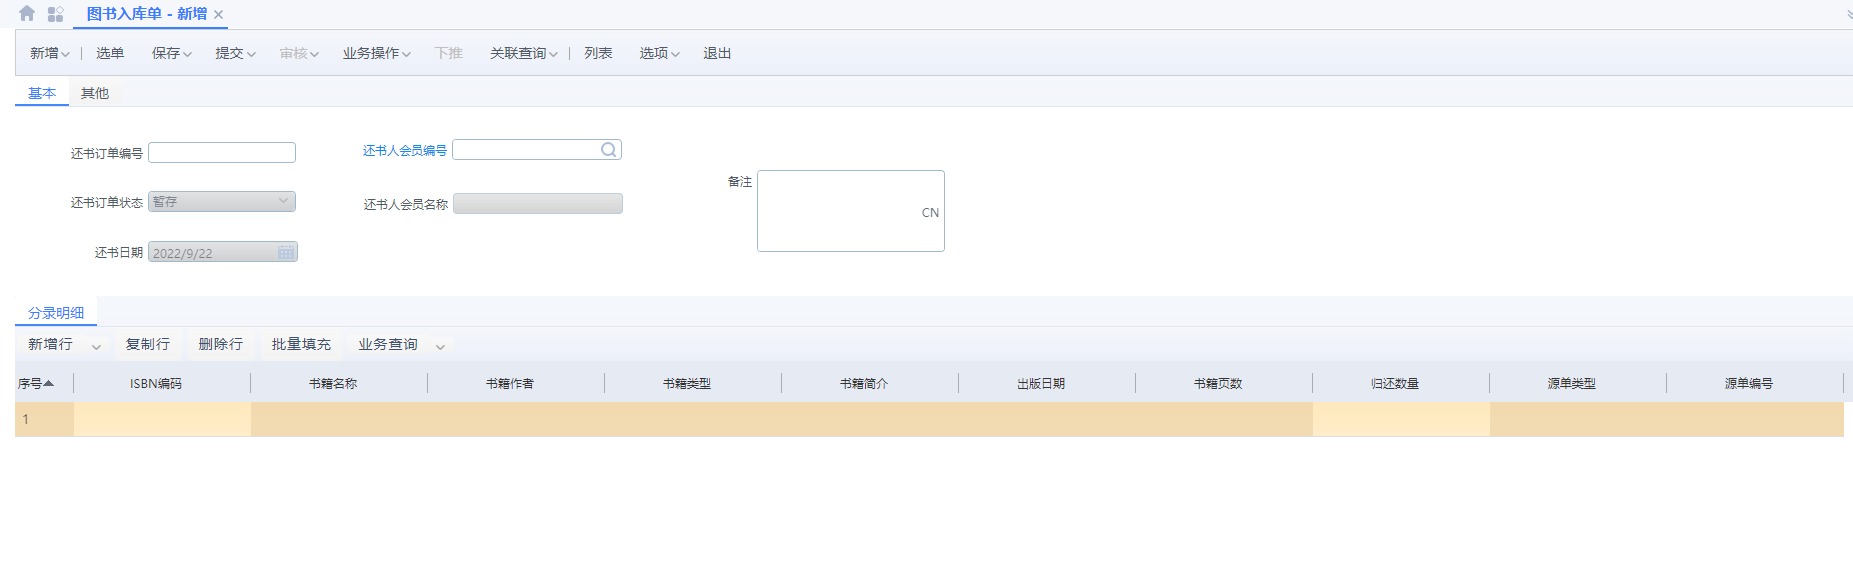 图书入库单 - 新增
新增 选单 保存 提交 审核 业务操作 下推 关联查询 列表 选项 退出
基本 其他
还书订单编号 还书人会员编号
备注
还书订单状态 暂存 还书人会员名称
CN
还书日期 2022/9/22
分录明细
新增行 复制行 删除行 批量填充 业务查询
序号 ISBN编码 书籍名称 书籍作者 书籍类型 书籍简介 出版日期 书籍页数 归还数量 源单类型 源单编号
1